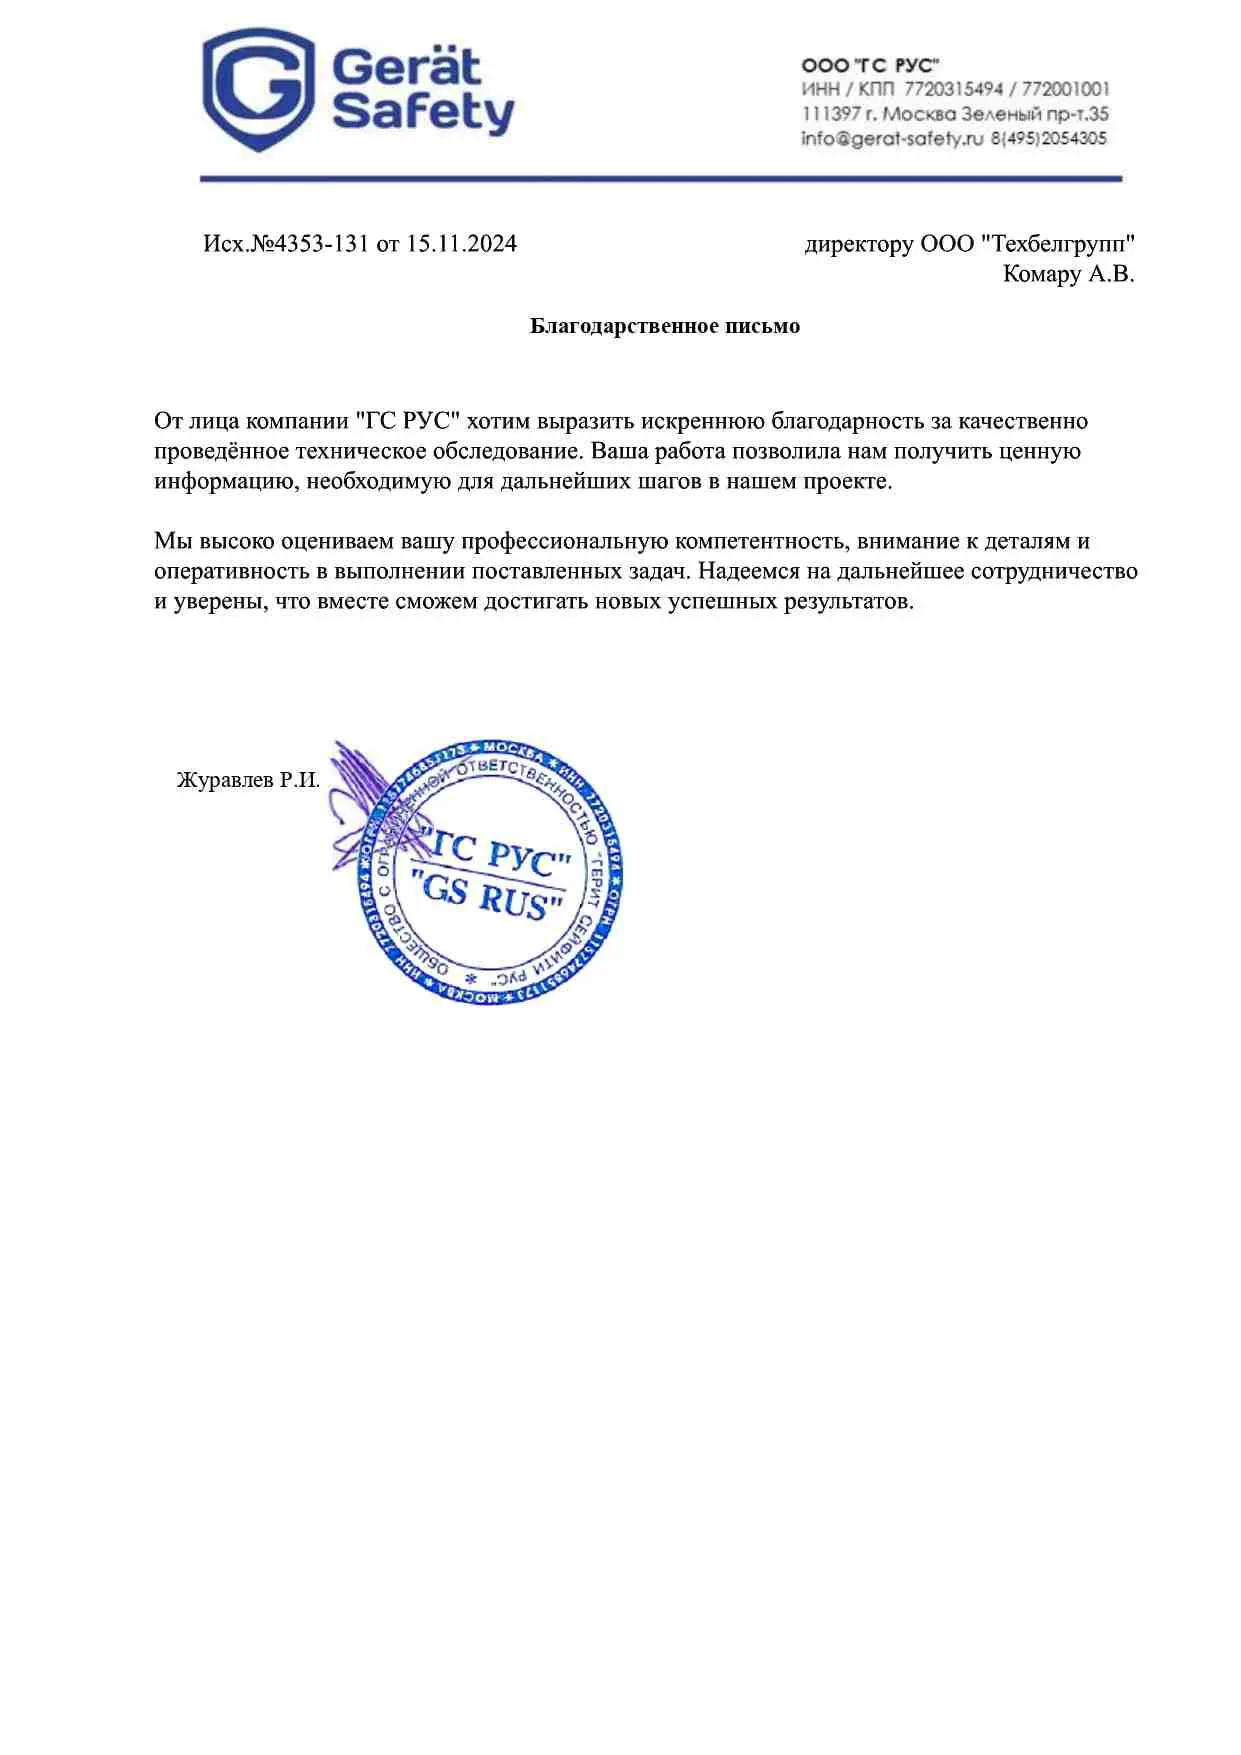 Gerät
Safety
ООО "ГС РУС"
ИНН / КПП 7720315494 / 772001001
111397 г. Москва Зеленый пр-т.35
info@gerat-safety.ru 8(495)2054305
Исх.№4353-131 от 15.11.2024
директору ООО "Техбелгрупп"
Комару А.В.
Благодарственное письмо
От лица компании "ГС РУС" хотим выразить искреннюю благодарность за качественно
проведённое техническое обследование. Ваша работа позволила нам получить ценную
информацию, необходимую для дальнейших шагов в нашем проекте.
Мы высоко оцениваем вашу профессиональную компетентность, внимание к деталям и
оперативность в выполнении поставленных задач. Надеемся на дальнейшее сотрудничество
и уверены, что вместе сможем достигать новых успешных результатов.
Журавлев Р.И.
МОСКВА * ИНН 7720315494 * ОГРН 1157746851173 * МОСКВА * ИНН 7720315494 * ОГРН 1157746851173 *
ОБЩЕСТВО С ОГРАНИЧЕННОЙ ОТВЕТСТВЕННОСТЬЮ "ГЕРИТ СЕЙФИТИ РУС" *
"ГС РУС"
"GS RUS"